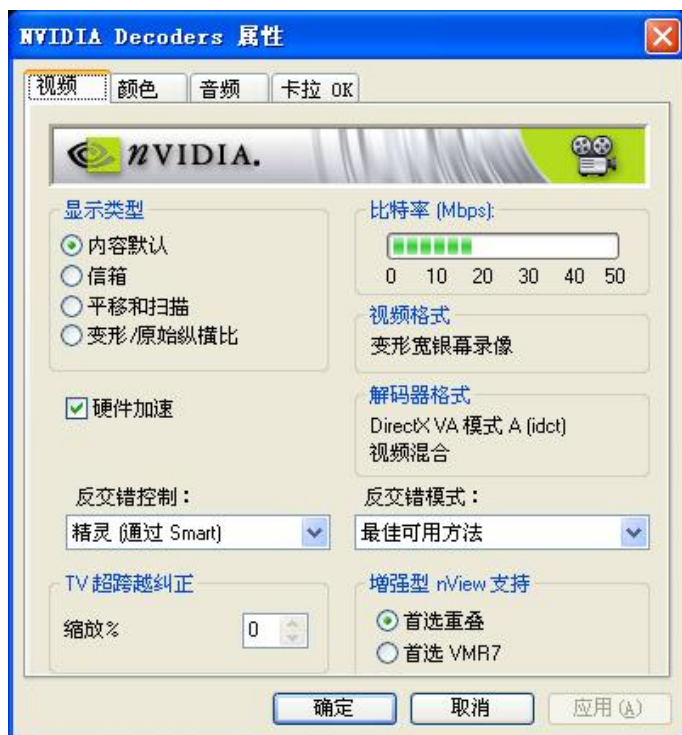 NVIDIA Decoders 属性
视频 颜色 音频 卡拉 OK
nVIDIA.
显示类型
内容默认
信箱
平移和扫描
变形/原始纵横比
硬件加速
比特率 (Mbps):
0 10 20 30 40 50
视频格式
变形宽银幕录像
解码器格式
DirectX VA 模式 A (idct)
视频混合
反交错控制：
精灵 (通过 Smart)
反交错模式：
最佳可用方法
TV 超跨越纠正
缩放% 0
增强型 nView 支持
首选重叠
首选 VMR7
确定 取消 应用(A)